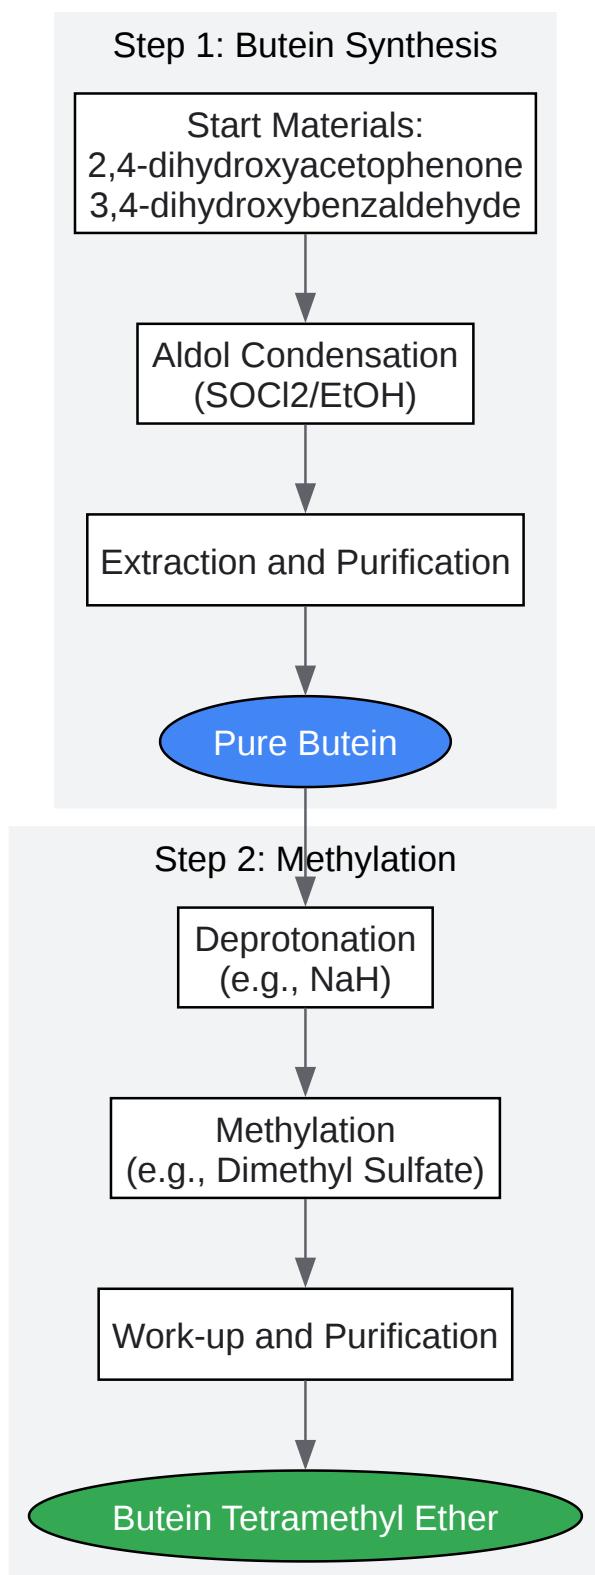 Step 1: Butein Synthesis
Start Materials:
2,4-dihydroxyacetophenone
3,4-dihydroxybenzaldehyde
Aldol Condensation
(SOCl2/EtOH)
Extraction and Purification
Pure Butein
Step 2: Methylation
Deprotonation
(e.g., NaH)
Methylation
(e.g., Dimethyl Sulfate)
Work-up and Purification
Butein Tetramethyl Ether